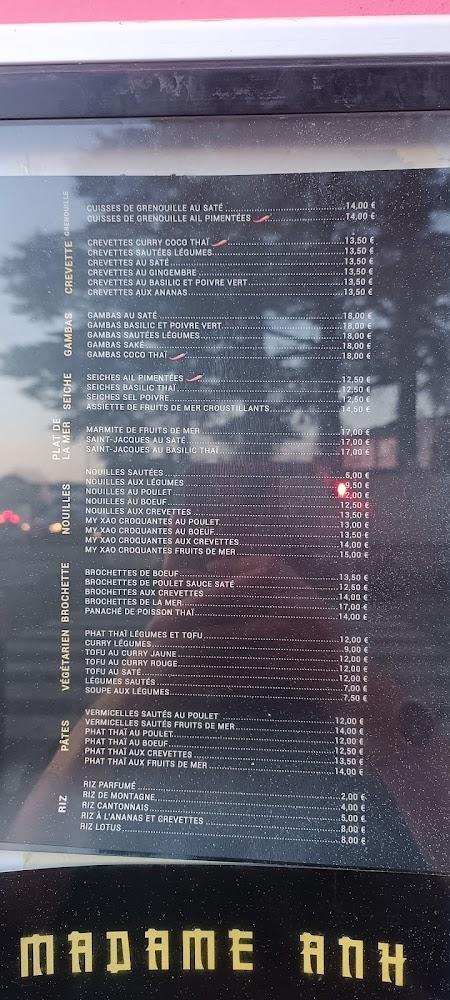 GRENOUILLE
CUISSES DE GRENOUILLE AU SATÉ 14,00 €
CUISSES DE GRENOUILLE AIL PIMENTÉES 14,00 €
CREVETTE
CREVETTES CURRY COCO THAÏ 13,50 €
CREVETTES SAUTÉES LÉGUMES 13,50 €
CREVETTES AU SATÉ 13,50 €
CREVETTES AU GINGEMBRE 13,50 €
CREVETTES AU BASILIC ET POIVRE VERT 13,50 €
CREVETTES AUX ANANAS 13,50 €
GAMBAS
GAMBAS AU SATÉ 18,00 €
GAMBAS BASILIC ET POIVRE VERT 18,00 €
GAMBAS SAUTÉES LÉGUMES 18,00 €
GAMBAS SAKÉ 18,00 €
GAMBAS COCO THAÏ 18,00 €
SEICHE
SEICHES AIL PIMENTÉES 12,50 €
SEICHES BASILIC THAÏ 12,50 €
SEICHES SEL POIVRE 12,50 €
ASSIETTE DE FRUITS DE MER CROUSTILLANTS 14,50 €
PLAT DE
LA MER
MARMITE DE FRUITS DE MER 17,00 €
SAINT-JACQUES AU SATÉ 17,00 €
SAINT-JACQUES AU BASILIC THAÏ 17,00 €
NOUILLES
NOUILLES SAUTÉES 5,00 €
NOUILLES AUX LÉGUMES 9,50 €
NOUILLES AU POULET 2,00 €
NOUILLES AU BOEUF 12,50 €
NOUILLES AUX CREVETTES 13,50 €
MY XAO CROQUANTES AU POULET 13,00 €
MY XAO CROQUANTES AU BOEUF 13,50 €
MY XAO CROQUANTES AUX CREVETTES 14,00 €
MY XAO CROQUANTES FRUITS DE MER 15,00 €
BROCHETTE
BROCHETTES DE BOEUF 13,50 €
BROCHETTES DE POULET SAUCE SATÉ 12,50 €
BROCHETTES AUX CREVETTES 14,00 €
BROCHETTES DE LA MER 17,00 €
PANACHÉ DE POISSON THAÏ 14,00 €
VÉGÉTARIEN
PHAT THAÏ LÉGUMES ET TOFU 12,00 €
CURRY LÉGUMES 9,00 €
TOFU AU CURRY JAUNE 12,00 €
TOFU AU CURRY ROUGE 12,00 €
TOFU AU SATÉ 12,00 €
LÉGUMES SAUTÉS 7,00 €
SOUPE AUX LÉGUMES 7,50 €
PÂTES
VERMICELLES SAUTÉS AU POULET 12,00 €
VERMICELLES SAUTÉS FRUITS DE MER 14,00 €
PHAT THAÏ AU POULET 12,00 €
PHAT THAÏ AU BOEUF 12,50 €
PHAT THAÏ AUX CREVETTES 13,50 €
PHAT THAÏ AUX FRUITS DE MER 14,00 €
RIZ
RIZ PARFUMÉ 2,00 €
RIZ DE MONTAGNE 4,00 €
RIZ CANTONNAIS 5,00 €
RIZ À L'ANANAS ET CREVETTES 8,00 €
RIZ LOTUS 8,00 €
MADAME ANH